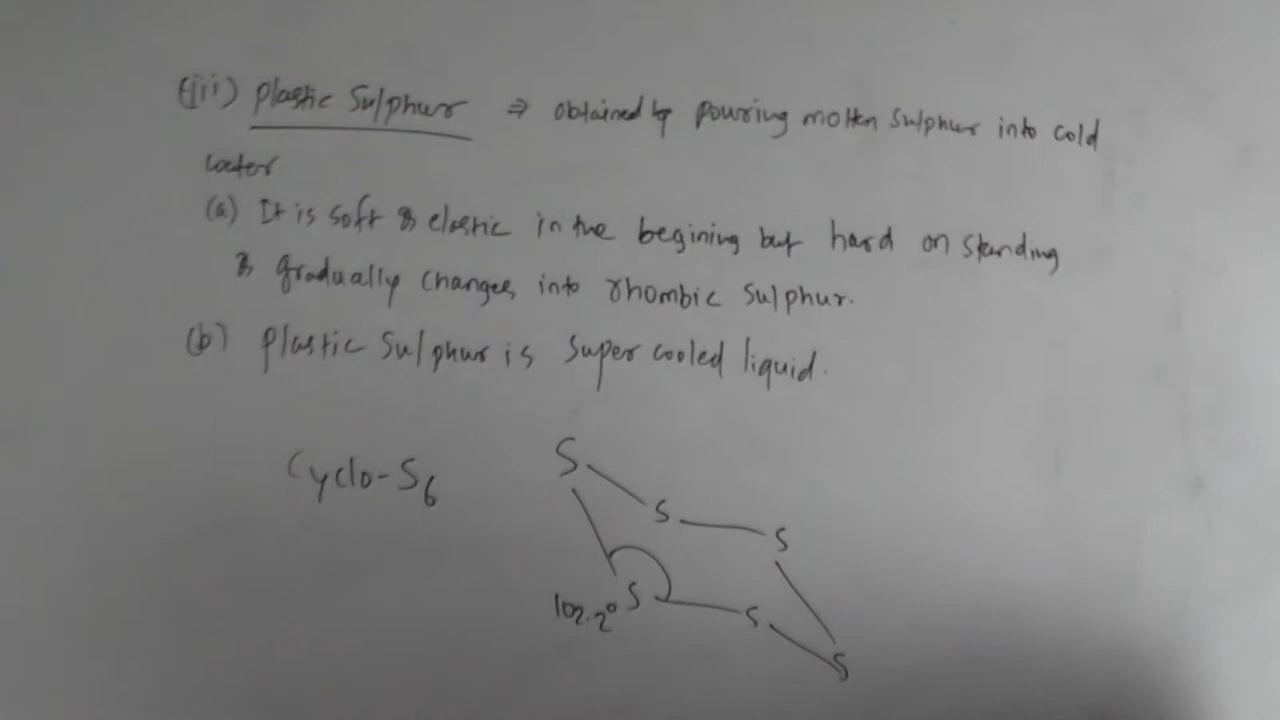 (iii) Plastic Sulphur ⇒ obtained by pouring molten Sulphur into cold
water
(a) It is soft & elastic in the begining but hard on standing
& gradually changes into rhombic sulphur.
(b) Plastic Sulphur is super cooled liquid.
Cyclo-S6
S
S
S
S
S
S
102.2°